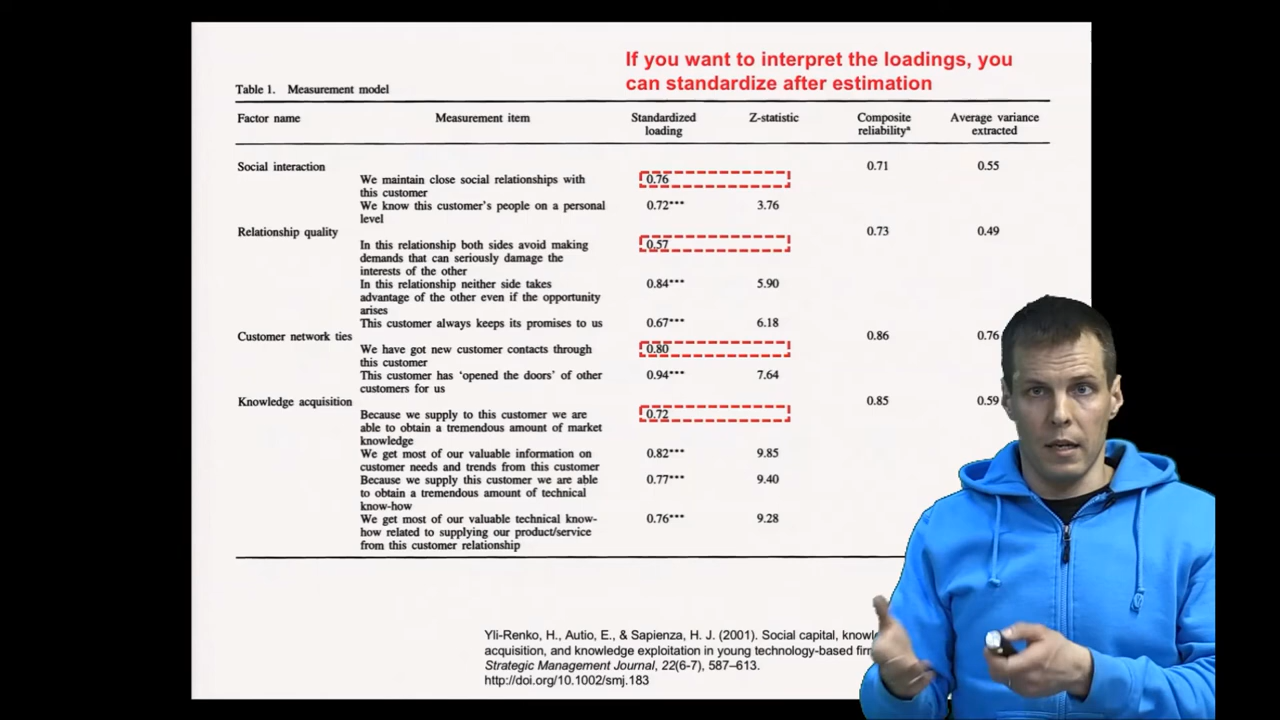 If you want to interpret the loadings, you
can standardize after estimation
Table 1. Measurement model
Factor name Measurement item Standardized loading Z-statistic Composite reliabilityᵃ Average variance extracted
Social interaction 0.71 0.55
We maintain close social relationships with 0.76
this customer
We know this customer's people on a personal 0.72*** 3.76
level
Relationship quality 0.73 0.49
In this relationship both sides avoid making 0.57
demands that can seriously damage the
interests of the other
In this relationship neither side takes 0.84*** 5.90
advantage of the other even if the opportunity
arises
This customer always keeps its promises to us 0.67*** 6.18
Customer network ties 0.86 0.76
We have got new customer contacts through 0.80
this customer
This customer has 'opened the doors' of other 0.94*** 7.64
customers for us
Knowledge acquisition 0.85 0.59
Because we supply to this customer we are 0.72
able to obtain a tremendous amount of market
knowledge
We get most of our valuable information on 0.82*** 9.85
customer needs and trends from this customer
Because we supply this customer we are able 0.77*** 9.40
to obtain a tremendous amount of technical
know-how
We get most of our valuable technical know- 0.76*** 9.28
how related to supplying our product/service
from this customer relationship
Yli-Renko, H., Autio, E., & Sapienza, H. J. (2001). Social capital,
acquisition, and knowledge exploitation in young technology-based
Strategic Management Journal, 22(6-7), 587–613.
http://doi.org/10.1002/smj.183